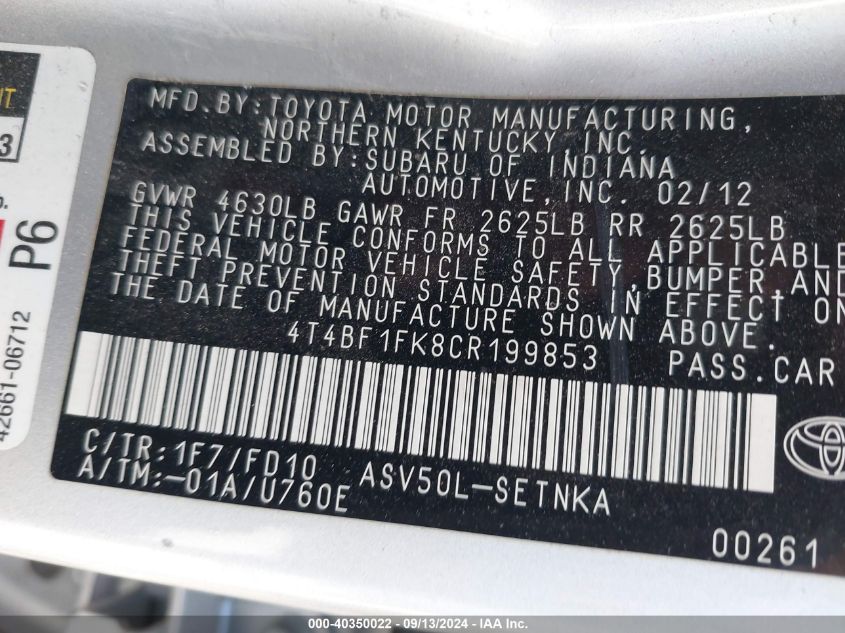 MFD.BY:TOYOTA MOTOR MANUFACTURING,
NORTHERN KENTUCKY, INC.
ASSEMBLED BY:SUBARU OF INDIANA
AUTOMOTIVE,INC. 02/12
GVWR 4630LB GAWR FR 2625LB RR 2625LB
THIS VEHICLE CONFORMS TO ALL APPLICABLE
FEDERAL MOTOR VEHICLE SAFETY,BUMPER,AND
THEFT PREVENTION STANDARDS IN EFFECT ON
THE DATE OF MANUFACTURE SHOWN ABOVE.
4T4BF1FK8CR199853 PASS.CAR
C/TR:1F7/FD10 ASV50L-SETNKA
A/TM:-01A/U760E
00261
3
P6
42661-06712
000-40350022 - 09/13/2024 - IAA Inc.